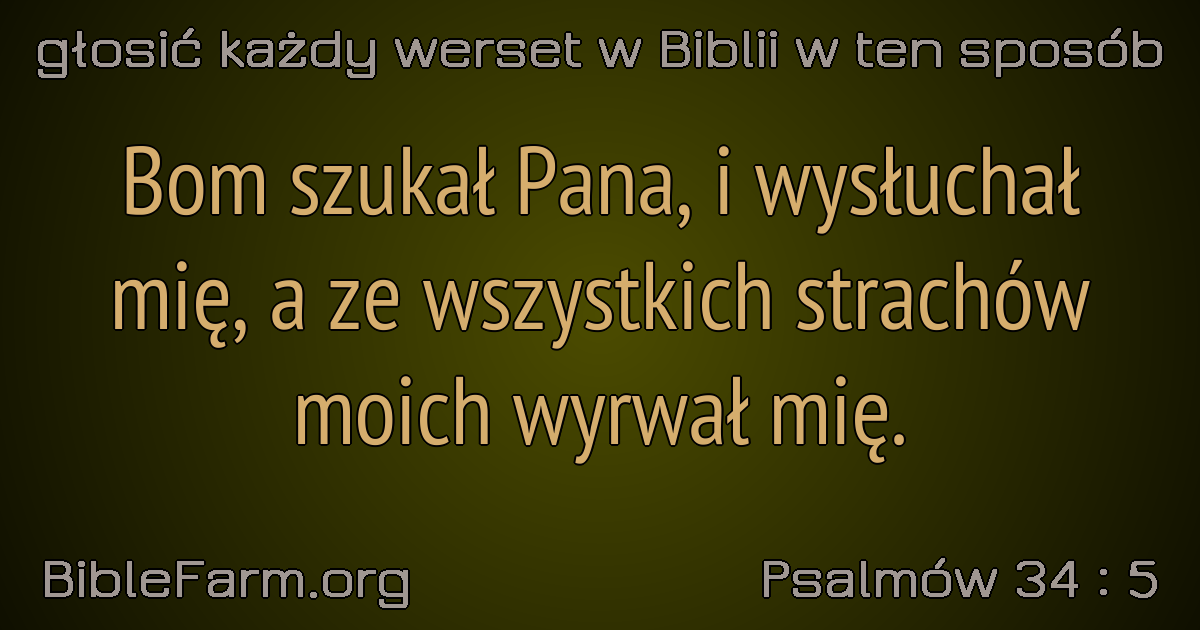 głosić każdy werset w Biblii w ten sposób
Bom szukał Pana, i wysłuchał
mię, a ze wszystkich strachów
moich wyrwał mię.
BibleFarm.org
Psalmów 34 : 5